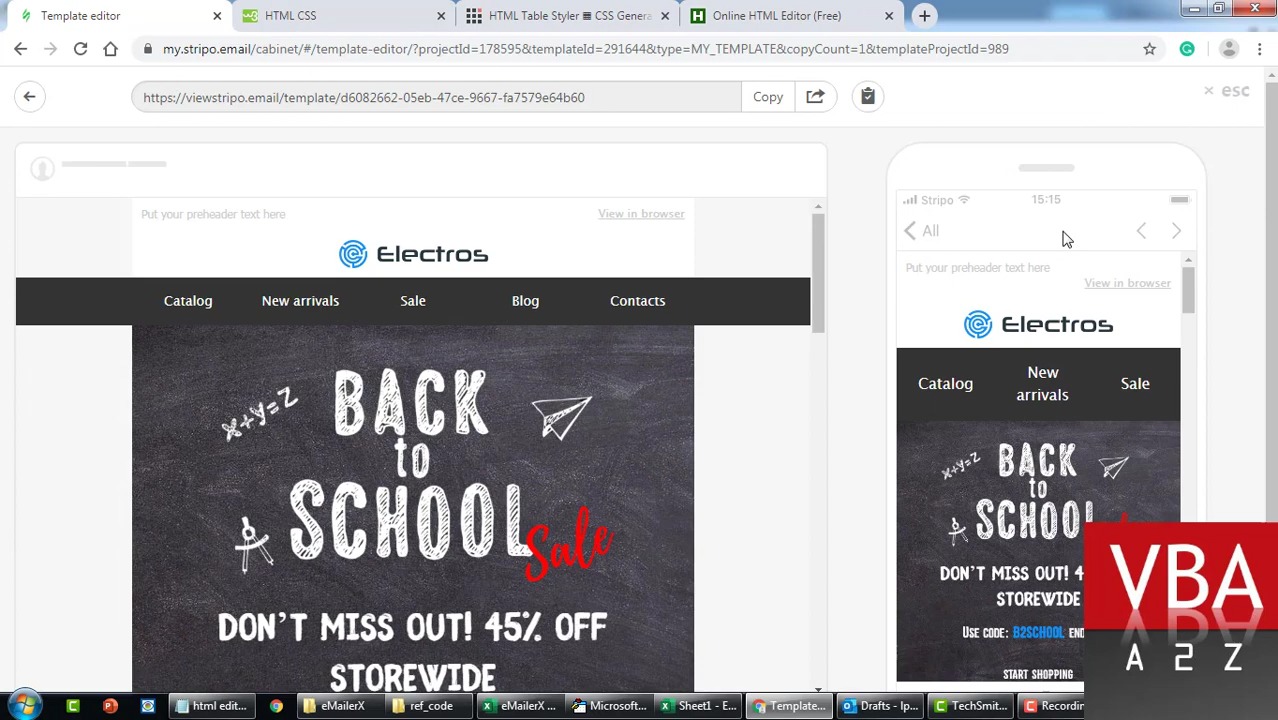 Template editor
HTML CSS
HTML Table Styler ▦ CSS Genera
Online HTML Editor (Free)
my.stripo.email/cabinet/#/template-editor/?projectId=178595&templateId=291644&type=MY_TEMPLATE&copyCount=1&templateProjectId=989
https://viewstripo.email/template/d6082662-05eb-47ce-9667-fa7579e64b60
Copy
× esc
Put your preheader text here
View in browser
Electros
Catalog New arrivals Sale Blog Contacts
x+y=z
BACK
to
SCHOOL
Sale
DON'T MISS OUT! 45% OFF
STOREWIDE
Stripo 15:15
All
Put your preheader text here
View in browser
Electros
Catalog New arrivals Sale
x+y=z
BACK
to
SCHOOL
DON'T MISS OUT! 4
STOREWIDE
USE CODE: B2SCHOOL END
START SHOPPING
VBA
A 2 Z
html edit...
eMailerX
ref_code
eMailerX ...
Microsoft...
Sheet1 - E...
Template...
Drafts - Ip...
TechSmit...
Recordin